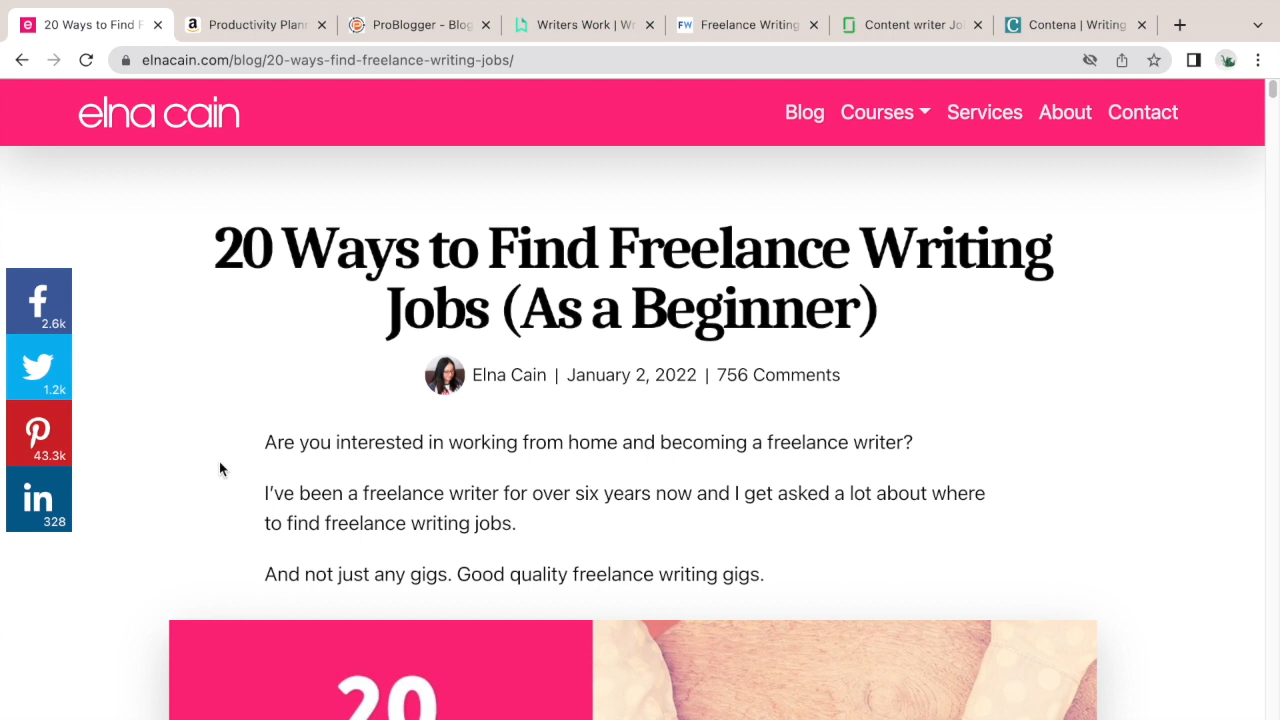 20 Ways to Find F
Productivity Plann
ProBlogger - Blog
Writers Work | Wr
Freelance Writing
Content writer Jo
Contena | Writing
elnacain.com/blog/20-ways-find-freelance-writing-jobs/
elna cain
Blog
Courses
Services
About
Contact
20 Ways to Find Freelance Writing
Jobs (As a Beginner)
Elna Cain | January 2, 2022 | 756 Comments
2.6k
1.2k
43.3k
in
328
Are you interested in working from home and becoming a freelance writer?
I’ve been a freelance writer for over six years now and I get asked a lot about where
to find freelance writing jobs.
And not just any gigs. Good quality freelance writing gigs.
20